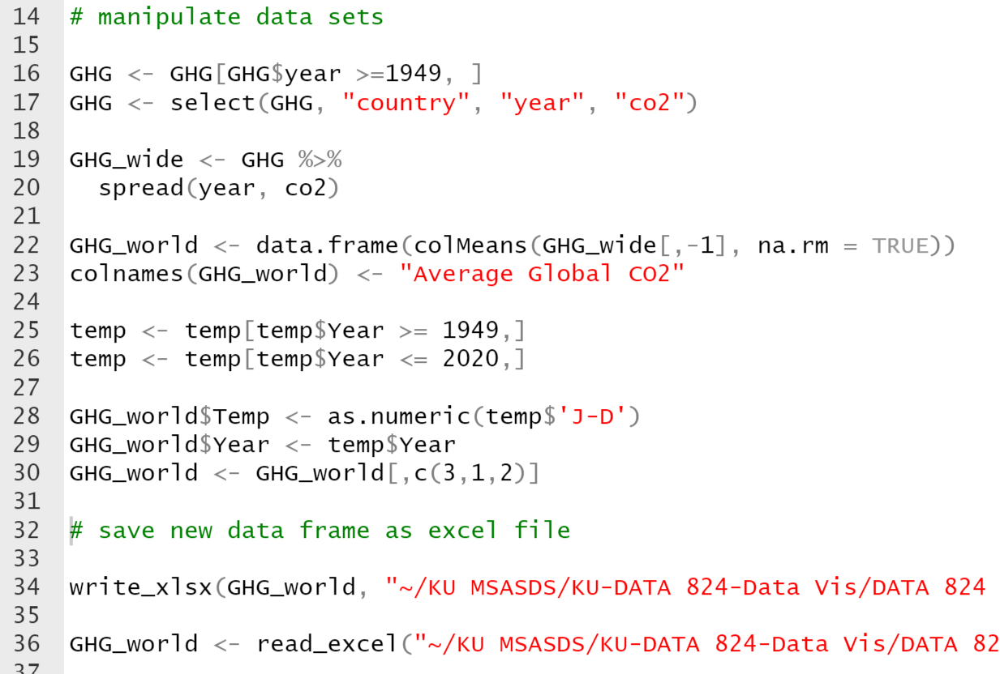 14 # manipulate data sets
15
16 GHG <- GHG[GHG$year >=1949, ]
17 GHG <- select(GHG, "country", "year", "co2")
18
19 GHG_wide <- GHG %>%
20   spread(year, co2)
21
22 GHG_world <- data.frame(colMeans(GHG_wide[,-1], na.rm = TRUE))
23 colnames(GHG_world) <- "Average Global CO2"
24
25 temp <- temp[temp$Year >= 1949,]
26 temp <- temp[temp$Year <= 2020,]
27
28 GHG_world$Temp <- as.numeric(temp$'J-D')
29 GHG_world$Year <- temp$Year
30 GHG_world <- GHG_world[,c(3,1,2)]
31
32 # save new data frame as excel file
33
34 write_xlsx(GHG_world, "~/KU MSASDS/KU-DATA 824-Data Vis/DATA 824
35
36 GHG_world <- read_excel("~/KU MSASDS/KU-DATA 824-Data Vis/DATA 82
37